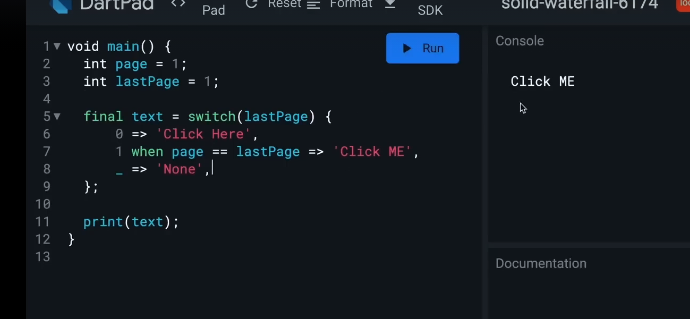 DartPad <> Pad Reset Format SDK solid-waterfall-6174
Run
Console
Click ME
1 void main() {
2   int page = 1;
3   int lastPage = 1;
4
5   final text = switch(lastPage) {
6       0 => 'Click Here',
7       1 when page == lastPage => 'Click ME',
8       _ => 'None',
9   };
10
11   print(text);
12 }
13
Documentation